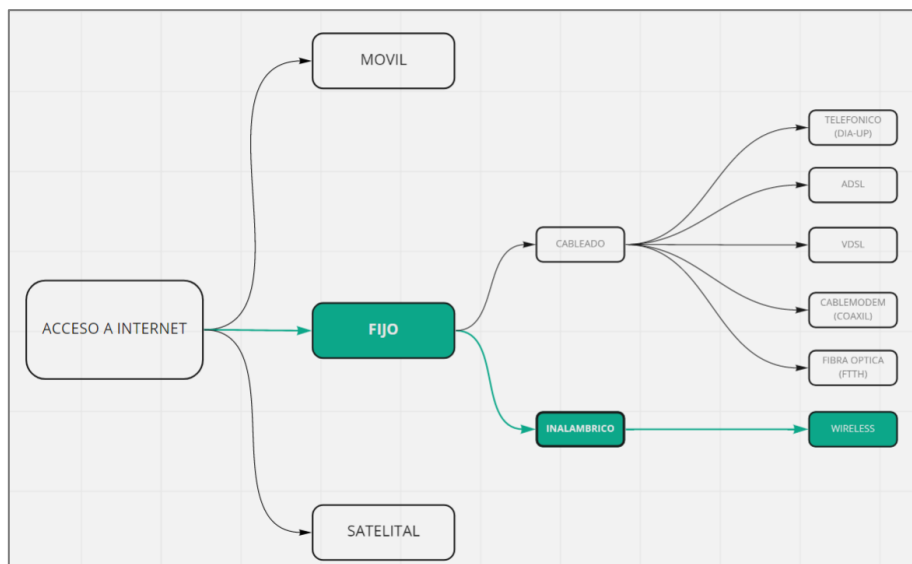 MOVIL
TELEFONICO
(DIA-UP)
ADSL
CABLEADO
VDSL
CABLEMODEM
(COAXIL)
ACCESO A INTERNET
FIJO
FIBRA OPTICA
(FTTH)
INALAMBRICO
WIRELESS
SATELITAL